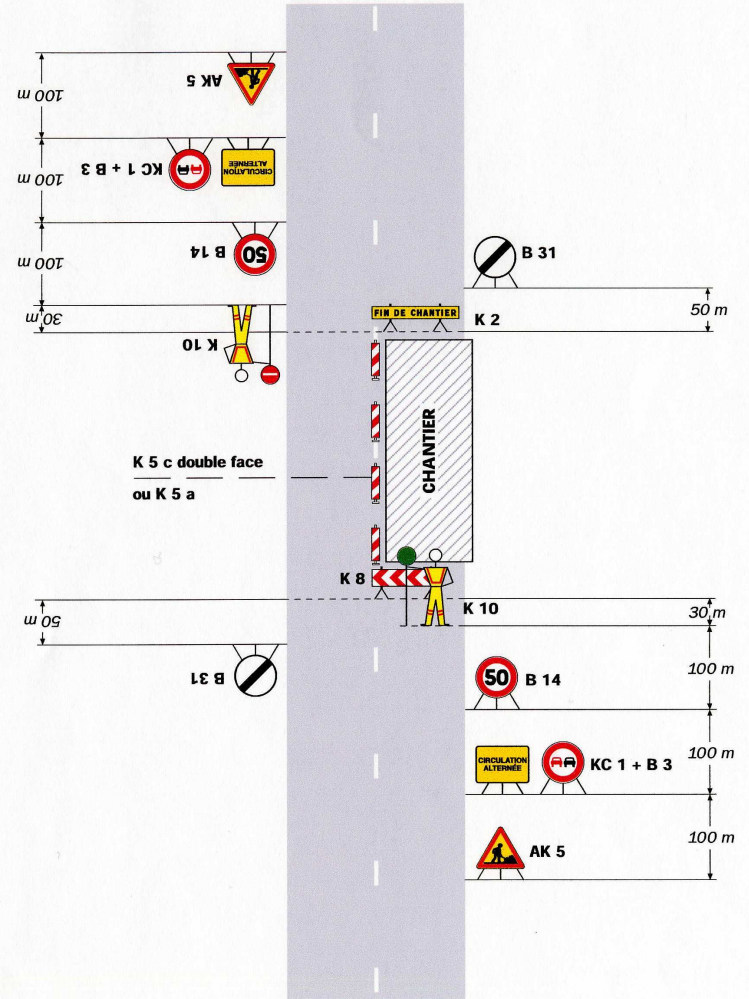 AK 5
100 m
KC 1 + B 3
CIRCULATION
ALTERNÉE
100 m
B 14
50
100 m
B 31
50 m
FIN DE CHANTIER
K 2
30 m
K 10
CHANTIER
K 5 c double face
ou K 5 a
K 8
K 10
30 m
50 m
B 31
50
B 14
100 m
CIRCULATION
ALTERNÉE
KC 1 + B 3
100 m
AK 5
100 m